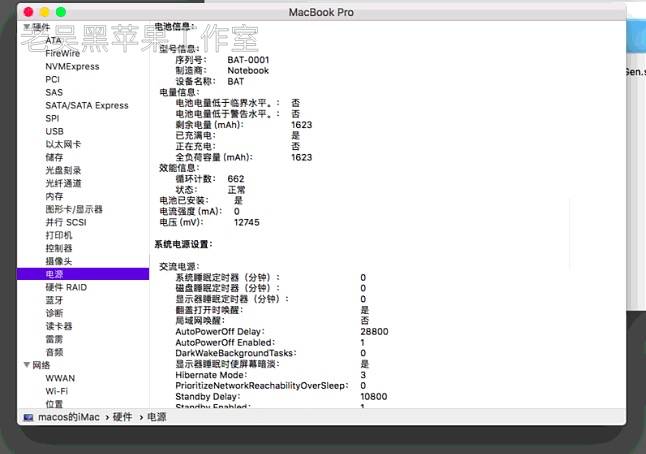 MacBook Pro
老吴黑苹果工作室
硬件
ATA
FireWire
NVMExpress
PCI
SAS
SATA/SATA Express
SPI
USB
以太网卡
储存
光盘刻录
光纤通道
内存
图形卡/显示器
并行 SCSI
打印机
控制器
摄像头
电源
硬件 RAID
蓝牙
诊断
读卡器
雷雳
音频
网络
WWAN
Wi-Fi
位置
电池信息：
型号信息：
序列号： BAT-0001
制造商： Notebook
设备名称： BAT
电量信息：
电池电量低于临界水平。： 否
电池电量低于警告水平。： 否
剩余电量 (mAh)： 1623
已充满电： 是
正在充电： 否
全负荷容量 (mAh)： 1623
效能信息：
循环计数： 662
状态： 正常
电池已安装： 是
电流强度 (mA)： 0
电压 (mV)： 12745
系统电源设置：
交流电源：
系统睡眠定时器（分钟）： 0
磁盘睡眠定时器（分钟）： 0
显示器睡眠定时器（分钟）： 0
翻盖打开时唤醒： 是
局域网唤醒： 否
AutoPowerOff Delay： 28800
AutoPowerOff Enabled： 1
DarkWakeBackgroundTasks： 0
显示器睡眠时使屏幕暗淡： 是
Hibernate Mode： 3
PrioritizeNetworkReachabilityOverSleep： 0
Standby Delay： 10800
Standby Enabled： 1
macos的iMac › 硬件 › 电源
Gen.s